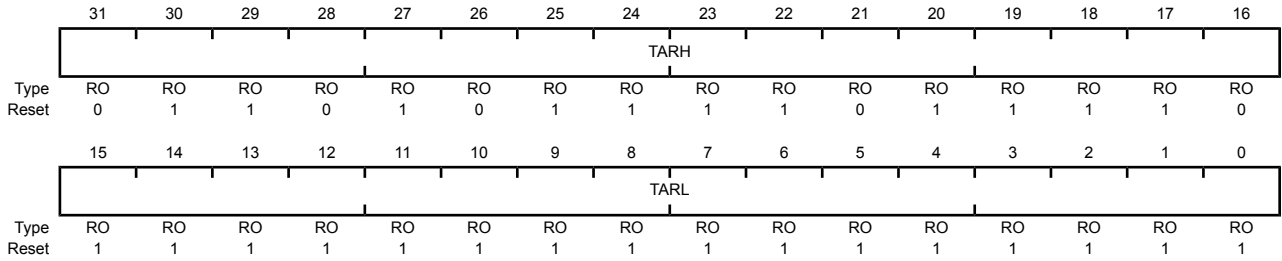 31 30 29 28 27 26 25 24 23 22 21 20 19 18 17 16
TARH
Type RO RO RO RO RO RO RO RO RO RO RO RO RO RO RO RO
Reset 0 1 1 0 1 0 1 1 1 1 0 1 1 1 1 0
15 14 13 12 11 10 9 8 7 6 5 4 3 2 1 0
TARL
Type RO RO RO RO RO RO RO RO RO RO RO RO RO RO RO RO
Reset 1 1 1 1 1 1 1 1 1 1 1 1 1 1 1 1